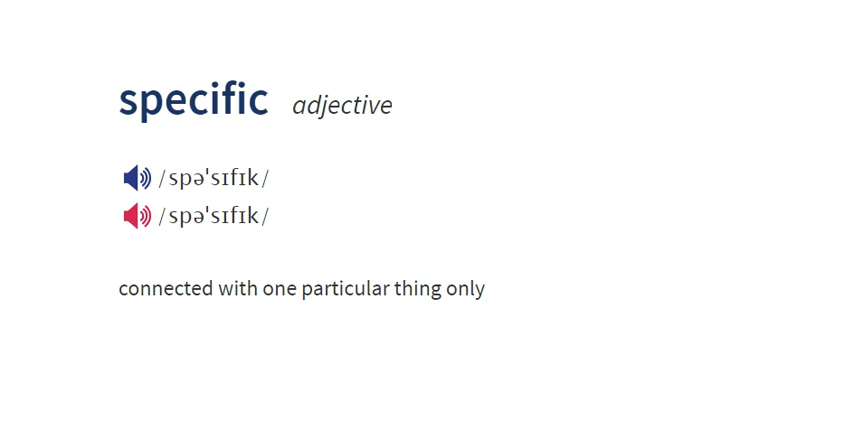 specific adjective
/spəˈsɪfɪk/
/spəˈsɪfɪk/
connected with one particular thing only